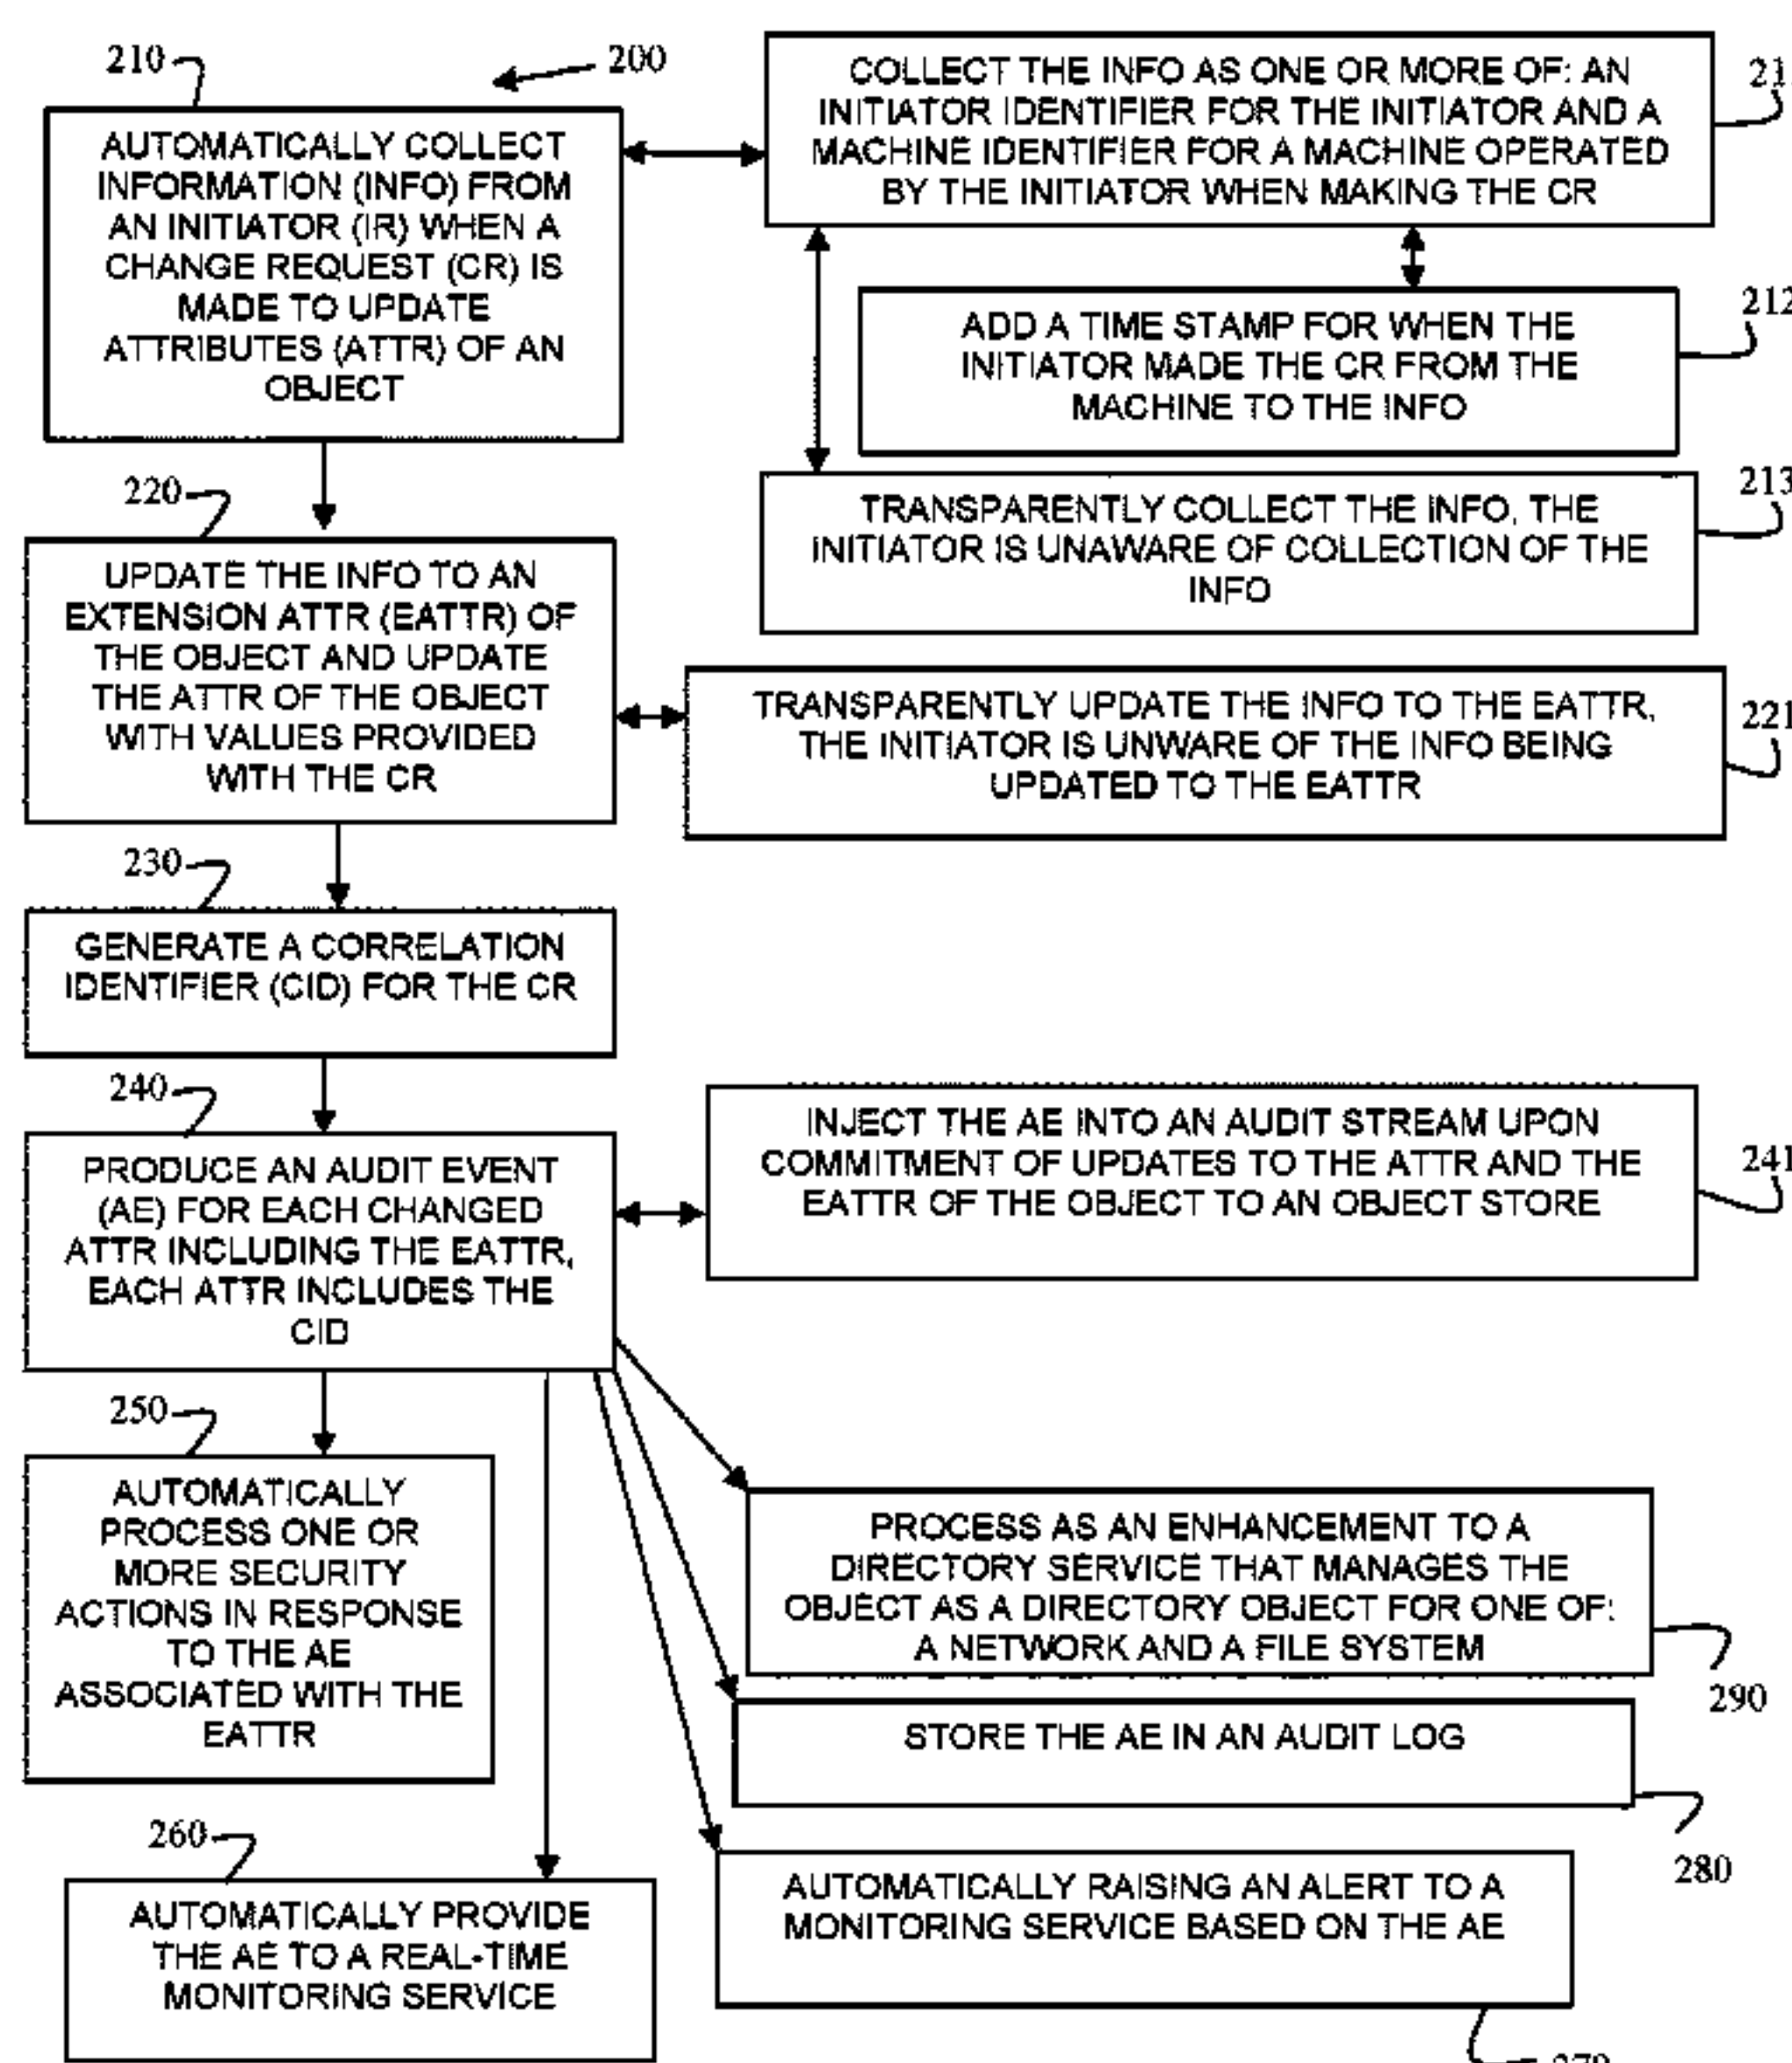 210
200
AUTOMATICALLY COLLECT
INFORMATION (INFO) FROM
AN INITIATOR (IR) WHEN A
CHANGE REQUEST (CR) IS
MADE TO UPDATE
ATTRIBUTES (ATTR) OF AN
OBJECT
COLLECT THE INFO AS ONE OR MORE OF: AN
INITIATOR IDENTIFIER FOR THE INITIATOR AND A
MACHINE IDENTIFIER FOR A MACHINE OPERATED
BY THE INITIATOR WHEN MAKING THE CR
21
ADD A TIME STAMP FOR WHEN THE
INITIATOR MADE THE CR FROM THE
MACHINE TO THE INFO
212
TRANSPARENTLY COLLECT THE INFO, THE
INITIATOR IS UNAWARE OF COLLECTION OF THE
INFO
213
220
UPDATE THE INFO TO AN
EXTENSION ATTR (EATTR) OF
THE OBJECT AND UPDATE
THE ATTR OF THE OBJECT
WITH VALUES PROVIDED
WITH THE CR
TRANSPARENTLY UPDATE THE INFO TO THE EATTR,
THE INITIATOR IS UNWARE OF THE INFO BEING
UPDATED TO THE EATTR
221
230
GENERATE A CORRELATION
IDENTIFIER (CID) FOR THE CR
240
PRODUCE AN AUDIT EVENT
(AE) FOR EACH CHANGED
ATTR INCLUDING THE EATTR,
EACH ATTR INCLUDES THE
CID
INJECT THE AE INTO AN AUDIT STREAM UPON
COMMITMENT OF UPDATES TO THE ATTR AND THE
EATTR OF THE OBJECT TO AN OBJECT STORE
241
250
AUTOMATICALLY
PROCESS ONE OR
MORE SECURITY
ACTIONS IN RESPONSE
TO THE AE
ASSOCIATED WITH THE
EATTR
PROCESS AS AN ENHANCEMENT TO A
DIRECTORY SERVICE THAT MANAGES THE
OBJECT AS A DIRECTORY OBJECT FOR ONE OF:
A NETWORK AND A FILE SYSTEM
290
STORE THE AE IN AN AUDIT LOG
280
260
AUTOMATICALLY PROVIDE
THE AE TO A REAL-TIME
MONITORING SERVICE
AUTOMATICALLY RAISING AN ALERT TO A
MONITORING SERVICE BASED ON THE AE
270